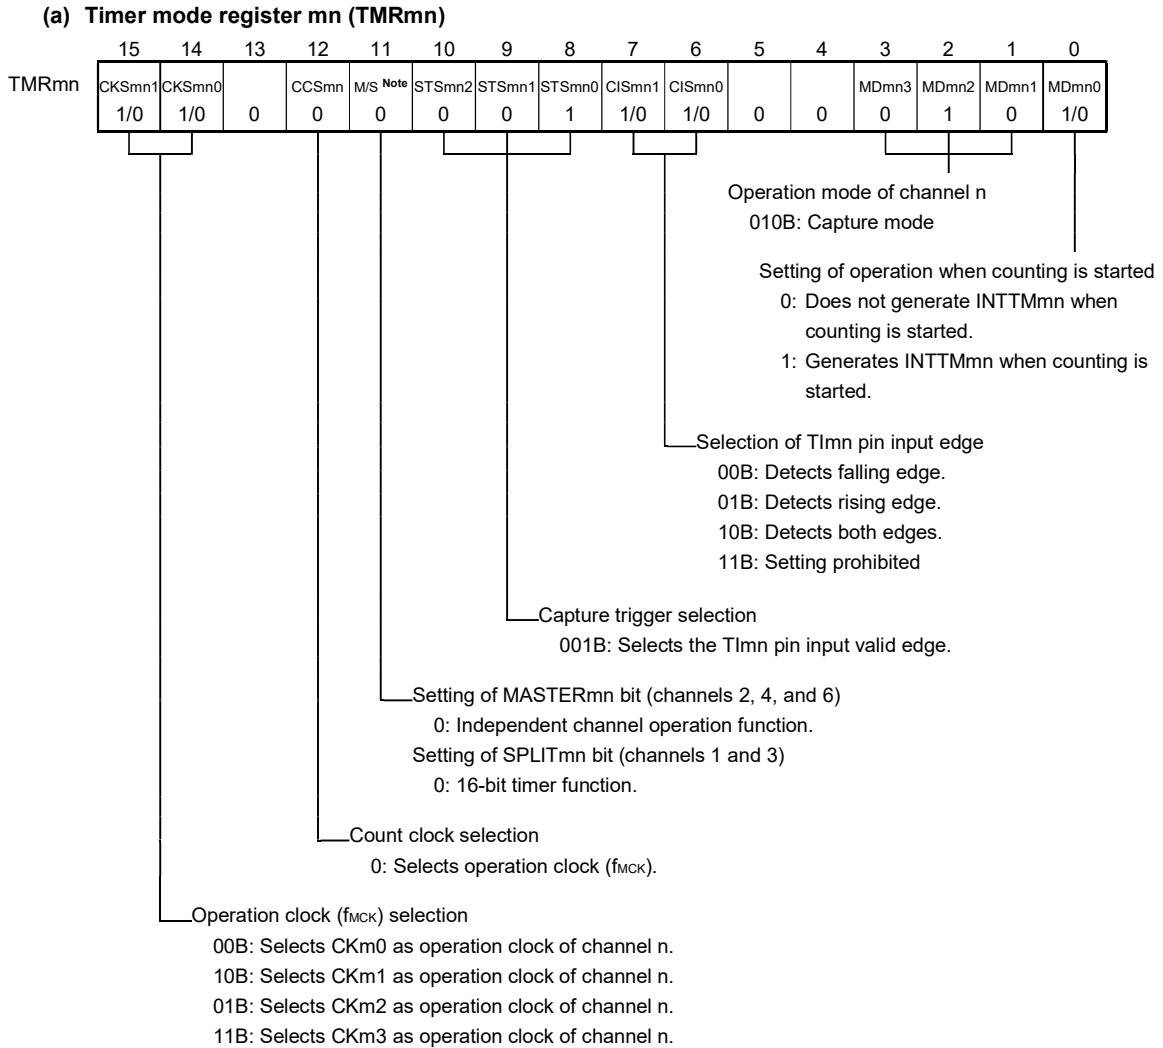 (a) Timer mode register mn (TMRmn)
15 14 13 12 11 10 9 8 7 6 5 4 3 2 1 0
TMRmn CKSmn1 CKSmn0 CCSmn M/S Note STSmn2 STSmn1 STSmn0 CISmn1 CISmn0 MDmn3 MDmn2 MDmn1 MDmn0
1/0 1/0 0 0 0 0 0 1 1/0 1/0 0 0 0 1 0 1/0
Operation mode of channel n
010B: Capture mode
Setting of operation when counting is started
0: Does not generate INTTMmn when
counting is started.
1: Generates INTTMmn when counting is
started.
Selection of TImn pin input edge
00B: Detects falling edge.
01B: Detects rising edge.
10B: Detects both edges.
11B: Setting prohibited
Capture trigger selection
001B: Selects the TImn pin input valid edge.
Setting of MASTERmn bit (channels 2, 4, and 6)
0: Independent channel operation function.
Setting of SPLITmn bit (channels 1 and 3)
0: 16-bit timer function.
Count clock selection
0: Selects operation clock (fMCK).
Operation clock (fMCK) selection
00B: Selects CKm0 as operation clock of channel n.
10B: Selects CKm1 as operation clock of channel n.
01B: Selects CKm2 as operation clock of channel n.
11B: Selects CKm3 as operation clock of channel n.